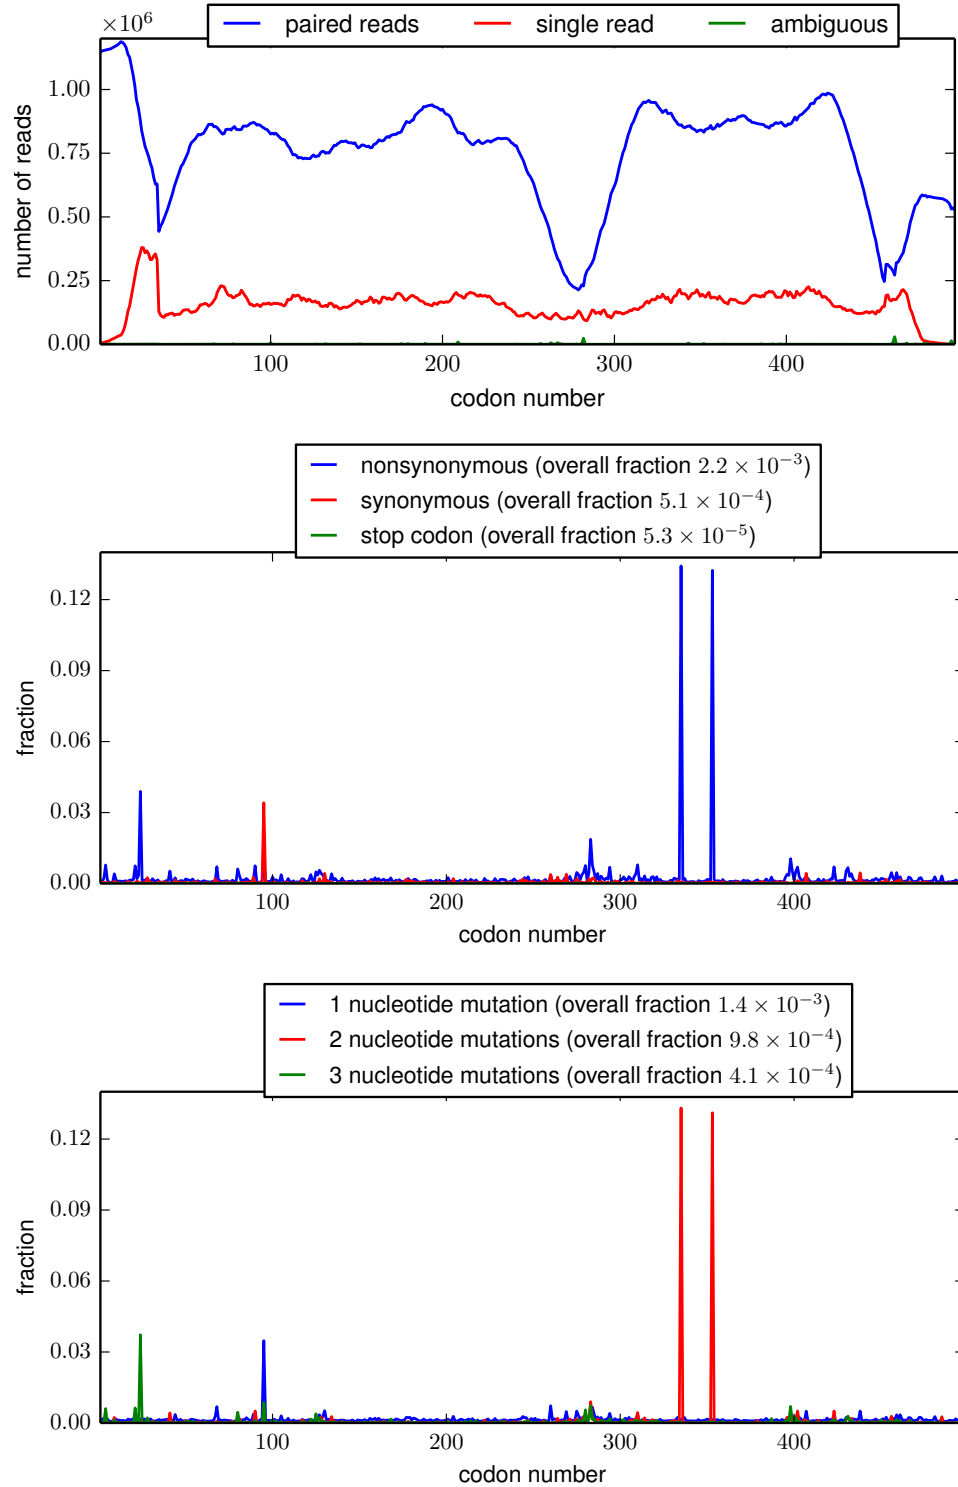 ×10⁶
paired reads single read ambiguous
1.00
0.75
0.50
0.25
0.00
number of reads
100 200 300 400
codon number
nonsynonymous (overall fraction 2.2 × 10⁻³)
synonymous (overall fraction 5.1 × 10⁻⁴)
stop codon (overall fraction 5.3 × 10⁻⁵)
0.12
0.09
0.06
0.03
0.00
fraction
100 200 300 400
codon number
1 nucleotide mutation (overall fraction 1.4 × 10⁻³)
2 nucleotide mutations (overall fraction 9.8 × 10⁻⁴)
3 nucleotide mutations (overall fraction 4.1 × 10⁻⁴)
0.12
0.09
0.06
0.03
0.00
fraction
100 200 300 400
codon number